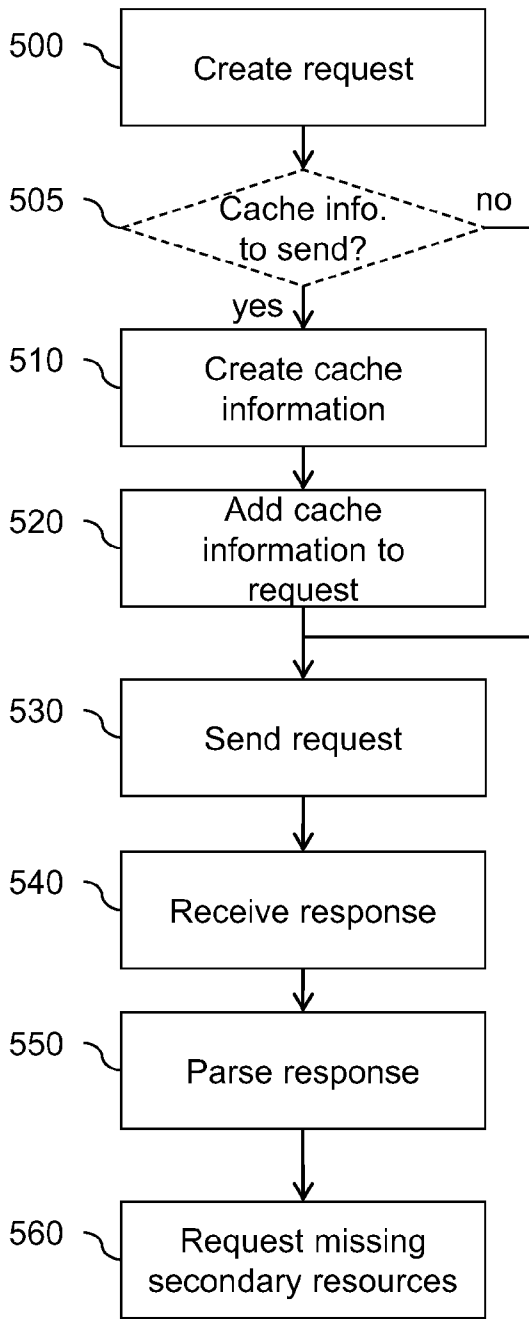 500
Create request
505
Cache info.
to send?
no
yes
510
Create cache
information
520
Add cache
information to
request
530
Send request
540
Receive response
550
Parse response
560
Request missing
secondary resources